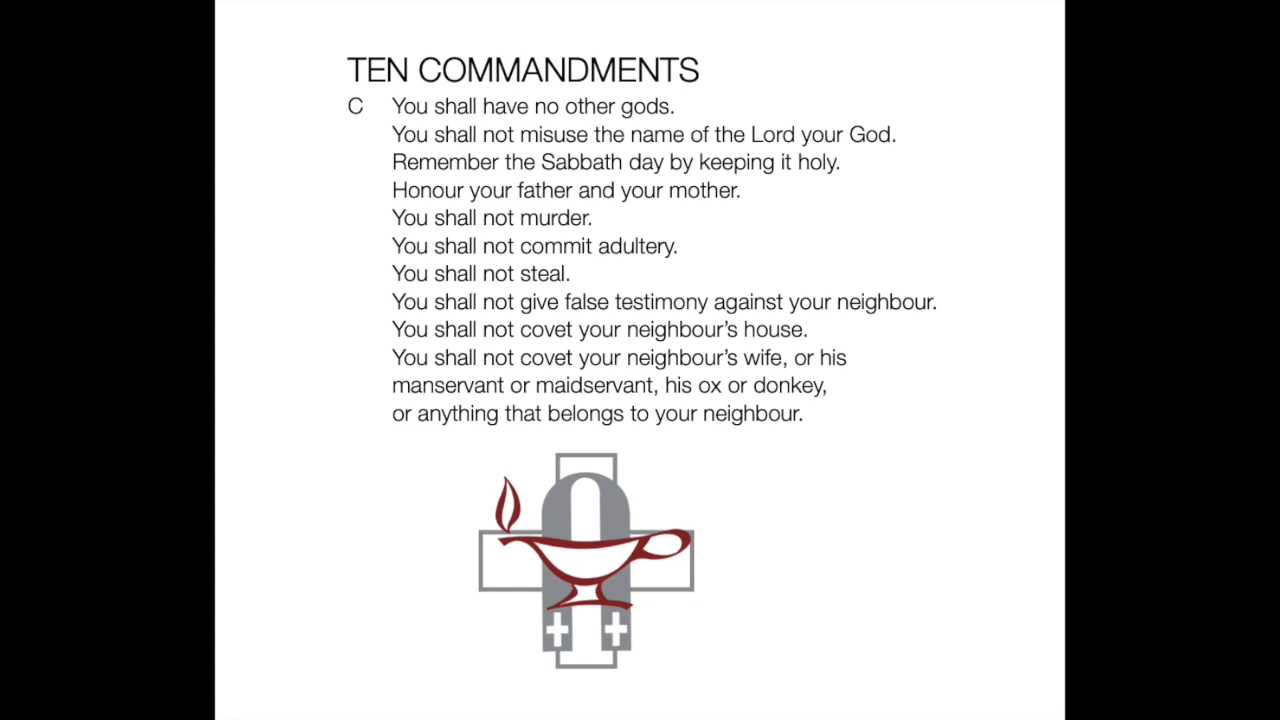 TEN COMMANDMENTS
C You shall have no other gods.
You shall not misuse the name of the Lord your God.
Remember the Sabbath day by keeping it holy.
Honour your father and your mother.
You shall not murder.
You shall not commit adultery.
You shall not steal.
You shall not give false testimony against your neighbour.
You shall not covet your neighbour’s house.
You shall not covet your neighbour’s wife, or his
manservant or maidservant, his ox or donkey,
or anything that belongs to your neighbour.